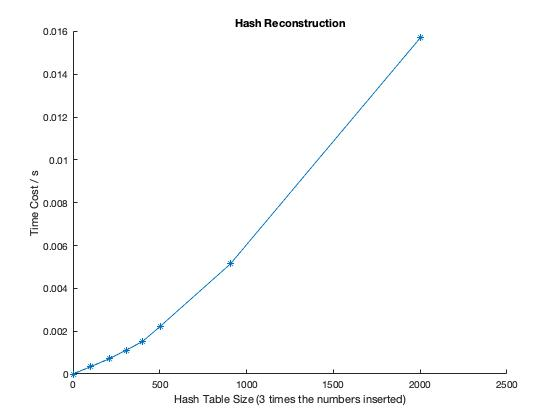 Hash Reconstruction
0.016
0.014
0.012
0.01
0.008
0.006
0.004
0.002
0
Time Cost / s
0 500 1000 1500 2000 2500
Hash Table Size (3 times the numbers inserted)